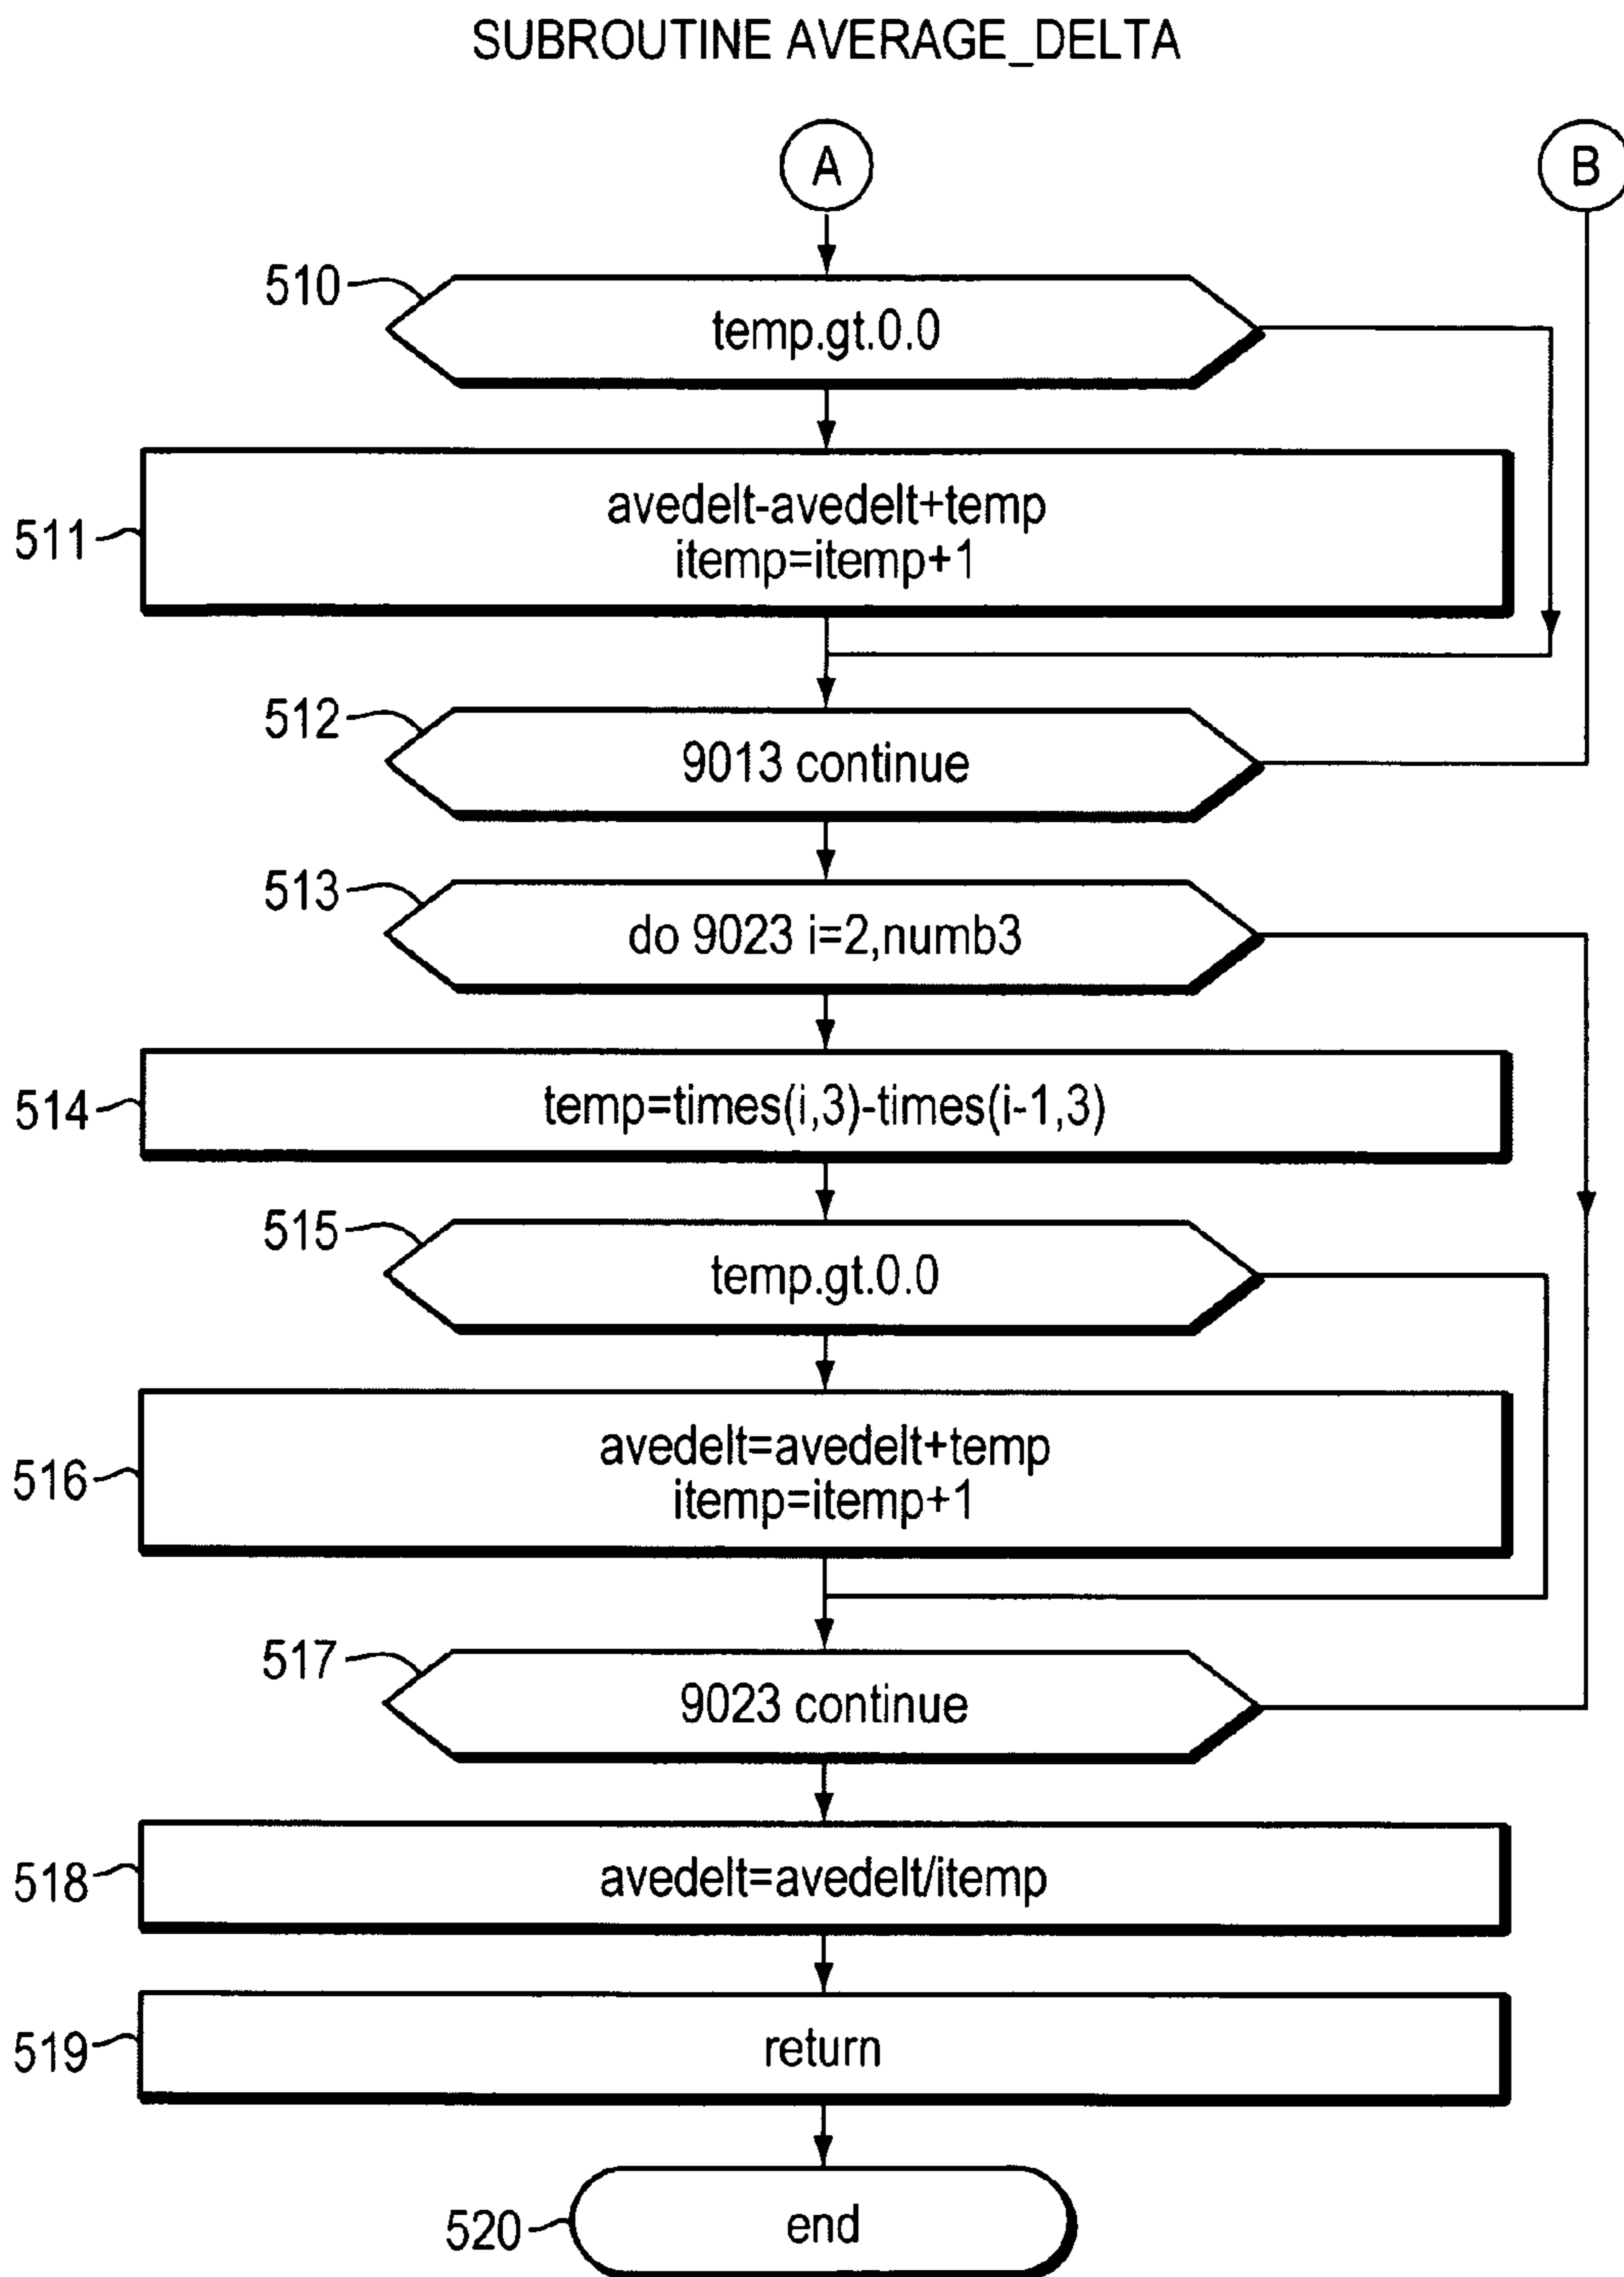 SUBROUTINE AVERAGE_DELTA
A
B
510
temp.gt.0.0
511
avedelt-avedelt+temp
itemp=itemp+1
512
9013 continue
513
do 9023 i=2,numb3
514
temp=times(i,3)-times(i-1,3)
515
temp.gt.0.0
516
avedelt=avedelt+temp
itemp=itemp+1
517
9023 continue
518
avedelt=avedelt/itemp
519
return
520
end